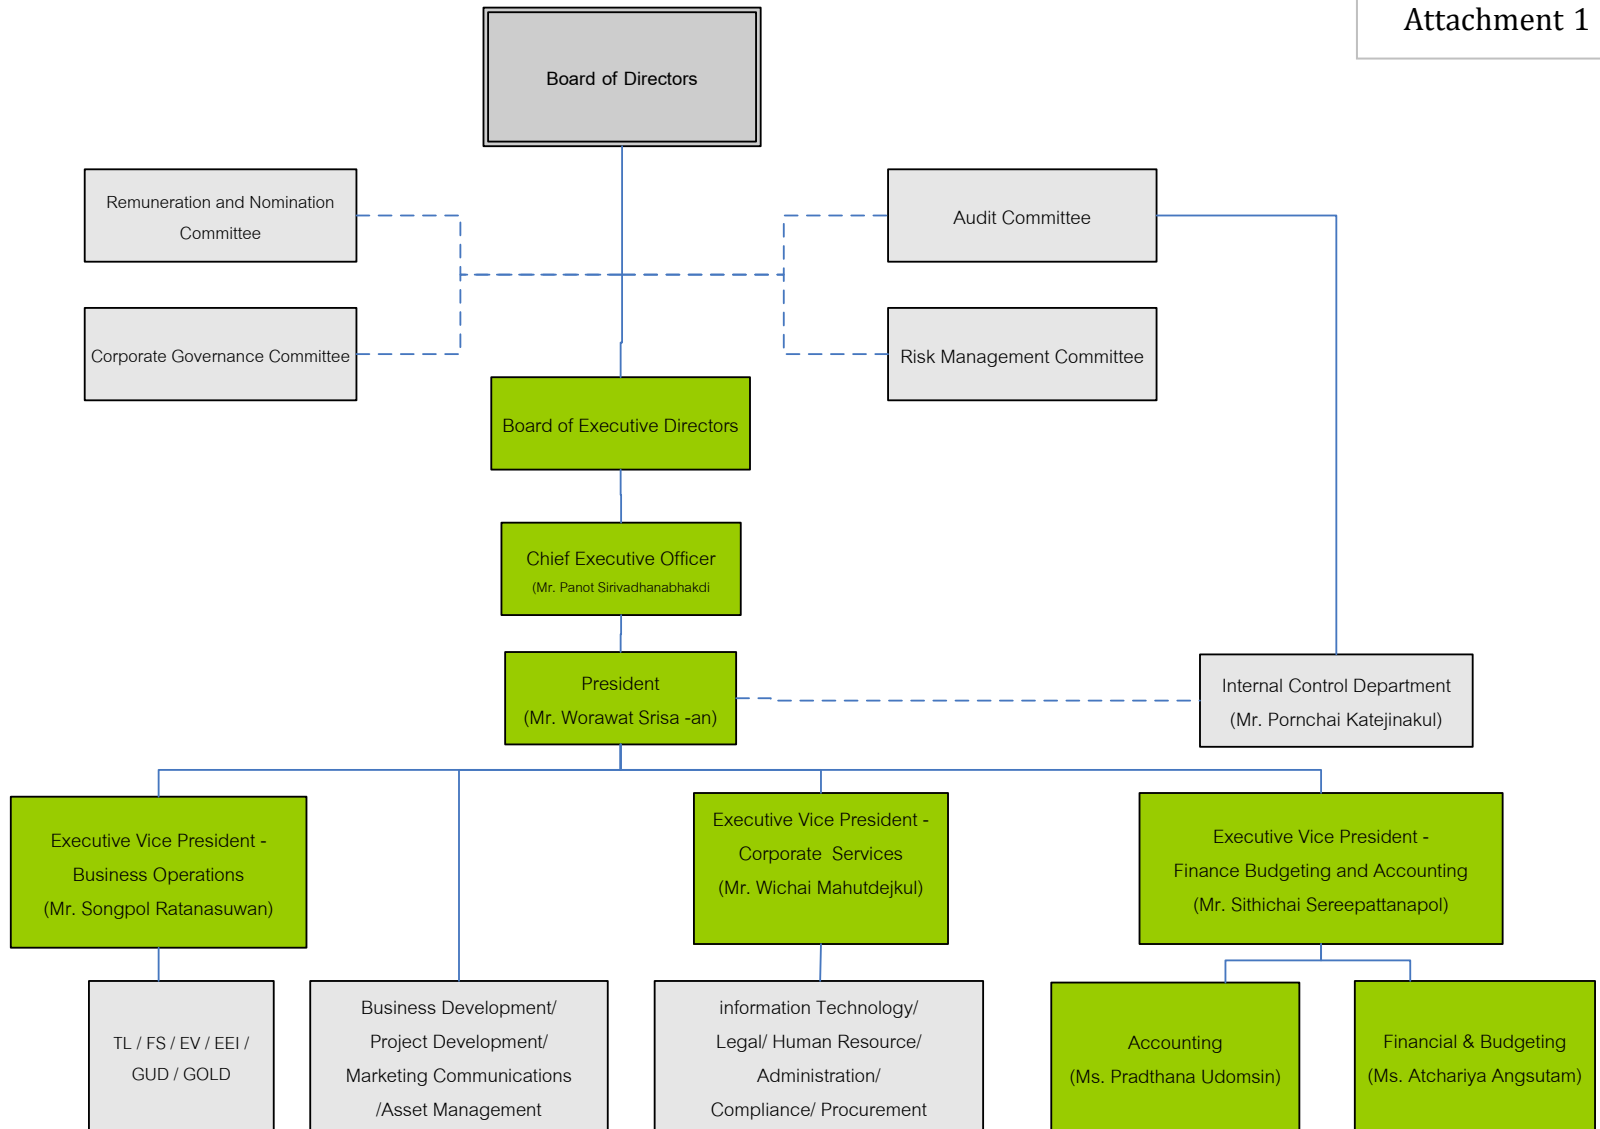 Attachment 1
Board of Directors
Remuneration and Nomination
Committee
Audit Committee
Corporate Governance Committee
Risk Management Committee
Board of Executive Directors
Chief Executive Officer
(Mr. Panot Sirivadhanabhakdi
President
(Mr. Worawat Srisa -an)
Internal Control Department
(Mr. Pornchai Katejinakul)
Executive Vice President -
Business Operations
(Mr. Songpol Ratanasuwan)
Executive Vice President -
Corporate Services
(Mr. Wichai Mahutdejkul)
Executive Vice President -
Finance Budgeting and Accounting
(Mr. Sithichai Sereepattanapol)
TL / FS / EV / EEI /
GUD / GOLD
Business Development/
Project Development/
Marketing Communications
/Asset Management
information Technology/
Legal/ Human Resource/
Administration/
Compliance/ Procurement
Accounting
(Ms. Pradthana Udomsin)
Financial & Budgeting
(Ms. Atchariya Angsutam)